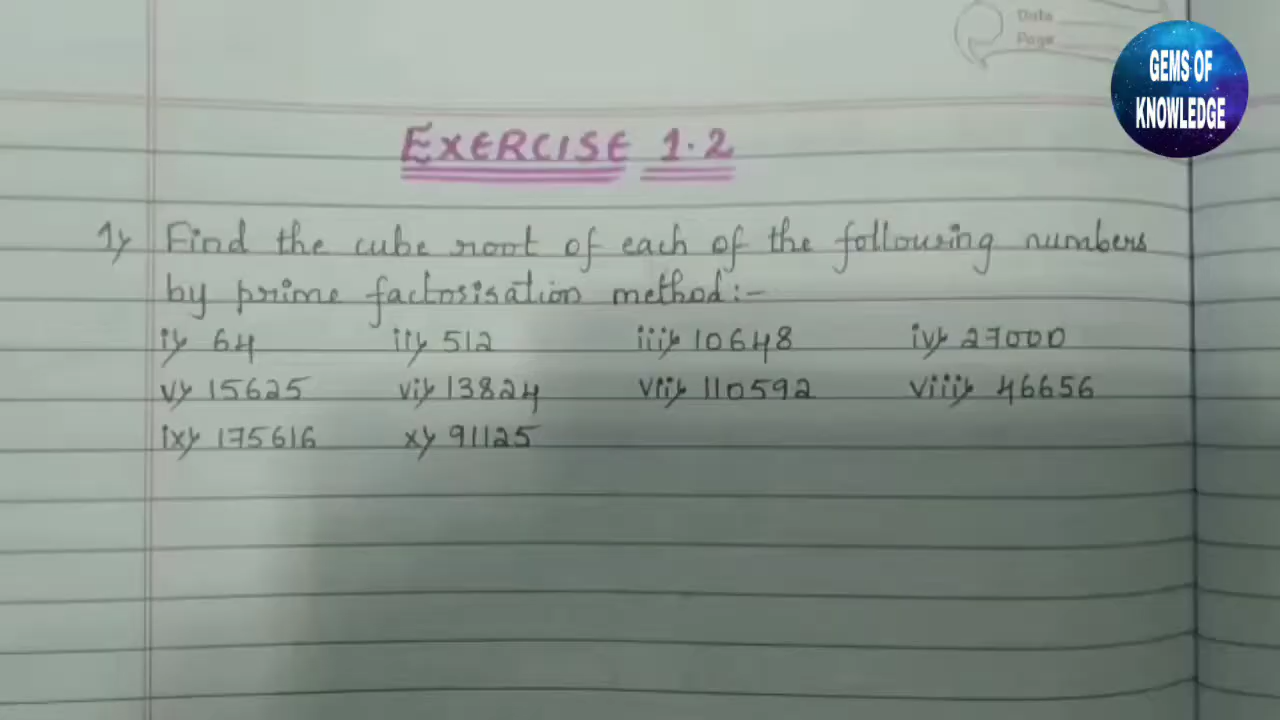 Date
Page
GEMS OF
KNOWLEDGE
EXERCISE 1.2
1) Find the cube root of each of the following numbers
by prime factorisation method:-
i) 64 ii) 512 iii) 10648 iv) 27000
v) 15625 vi) 13824 vii) 110592 viii) 46656
ix) 175616 x) 91125